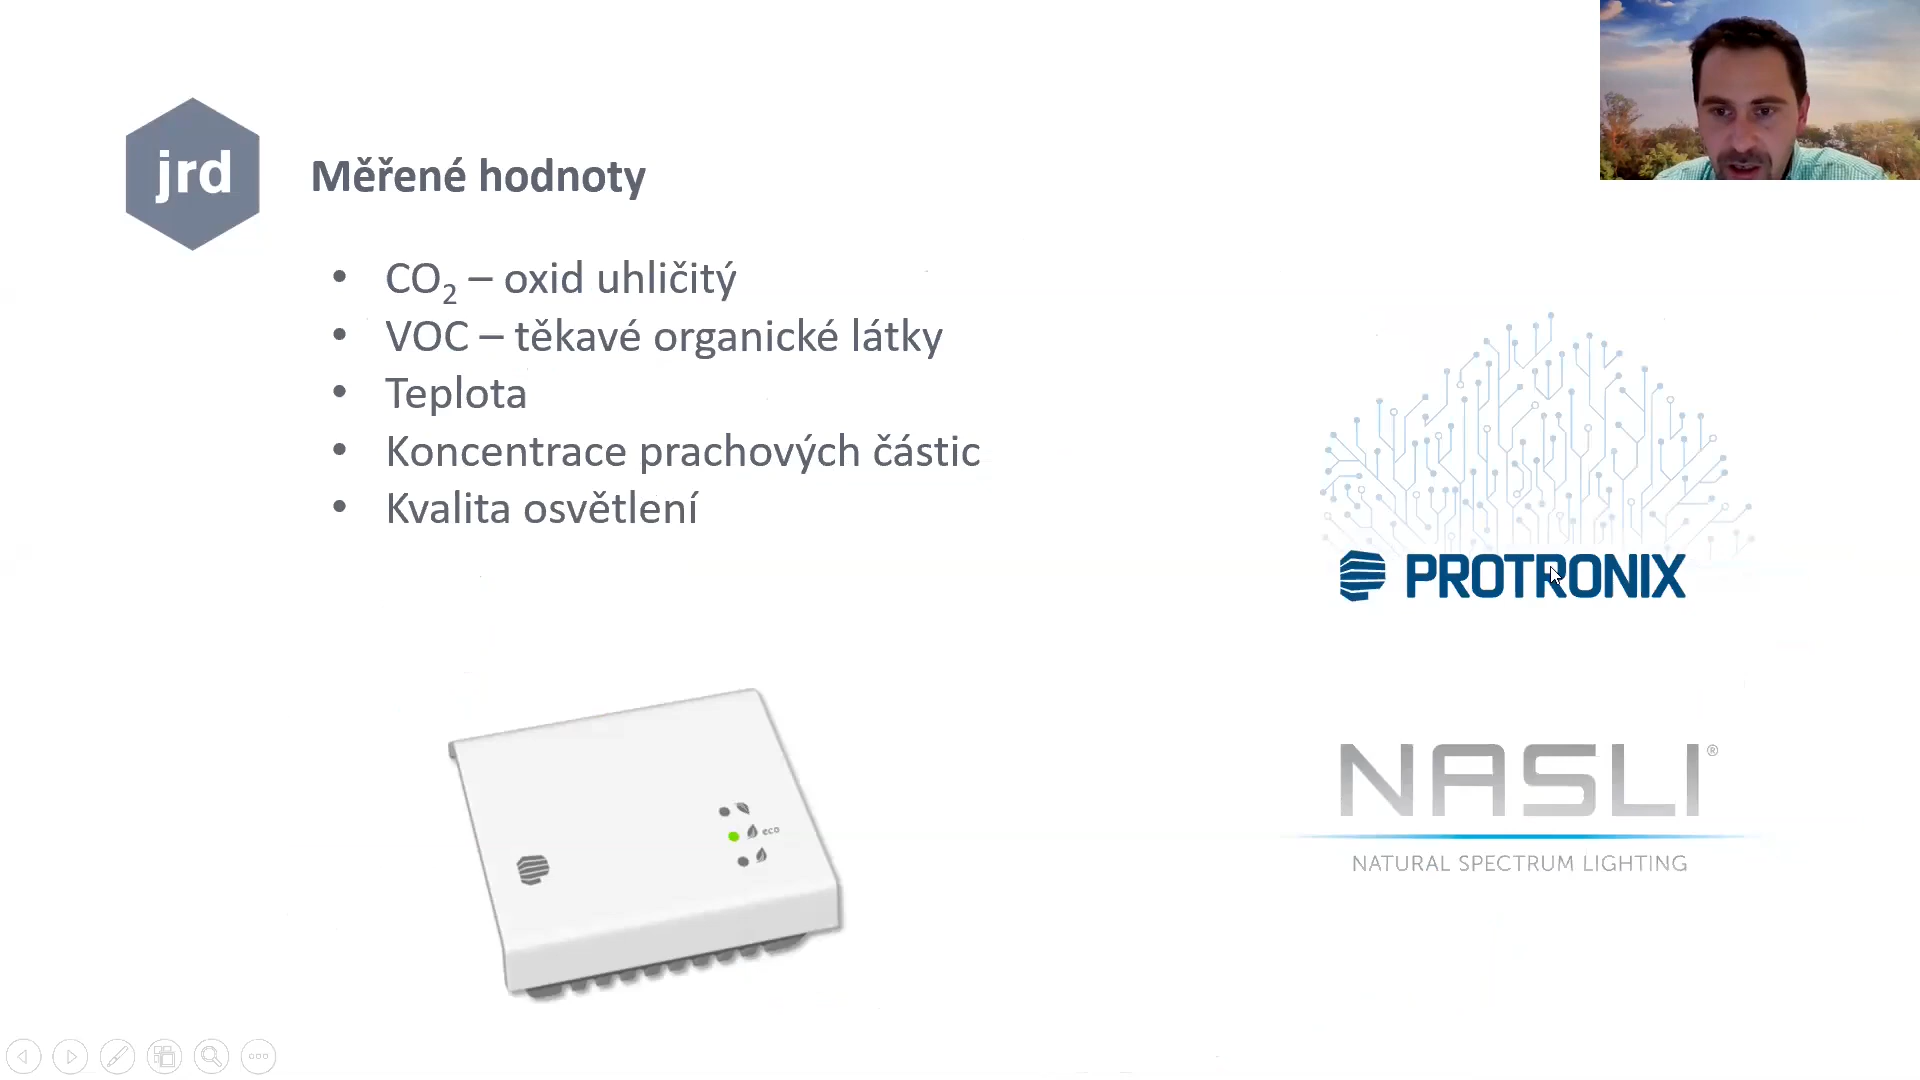 jrd
Měřené hodnoty
• CO₂ – oxid uhličitý
• VOC – těkavé organické látky
• Teplota
• Koncentrace prachových částic
• Kvalita osvětlení
PROTRONIX
eco
NASLI®
NATURAL SPECTRUM LIGHTING